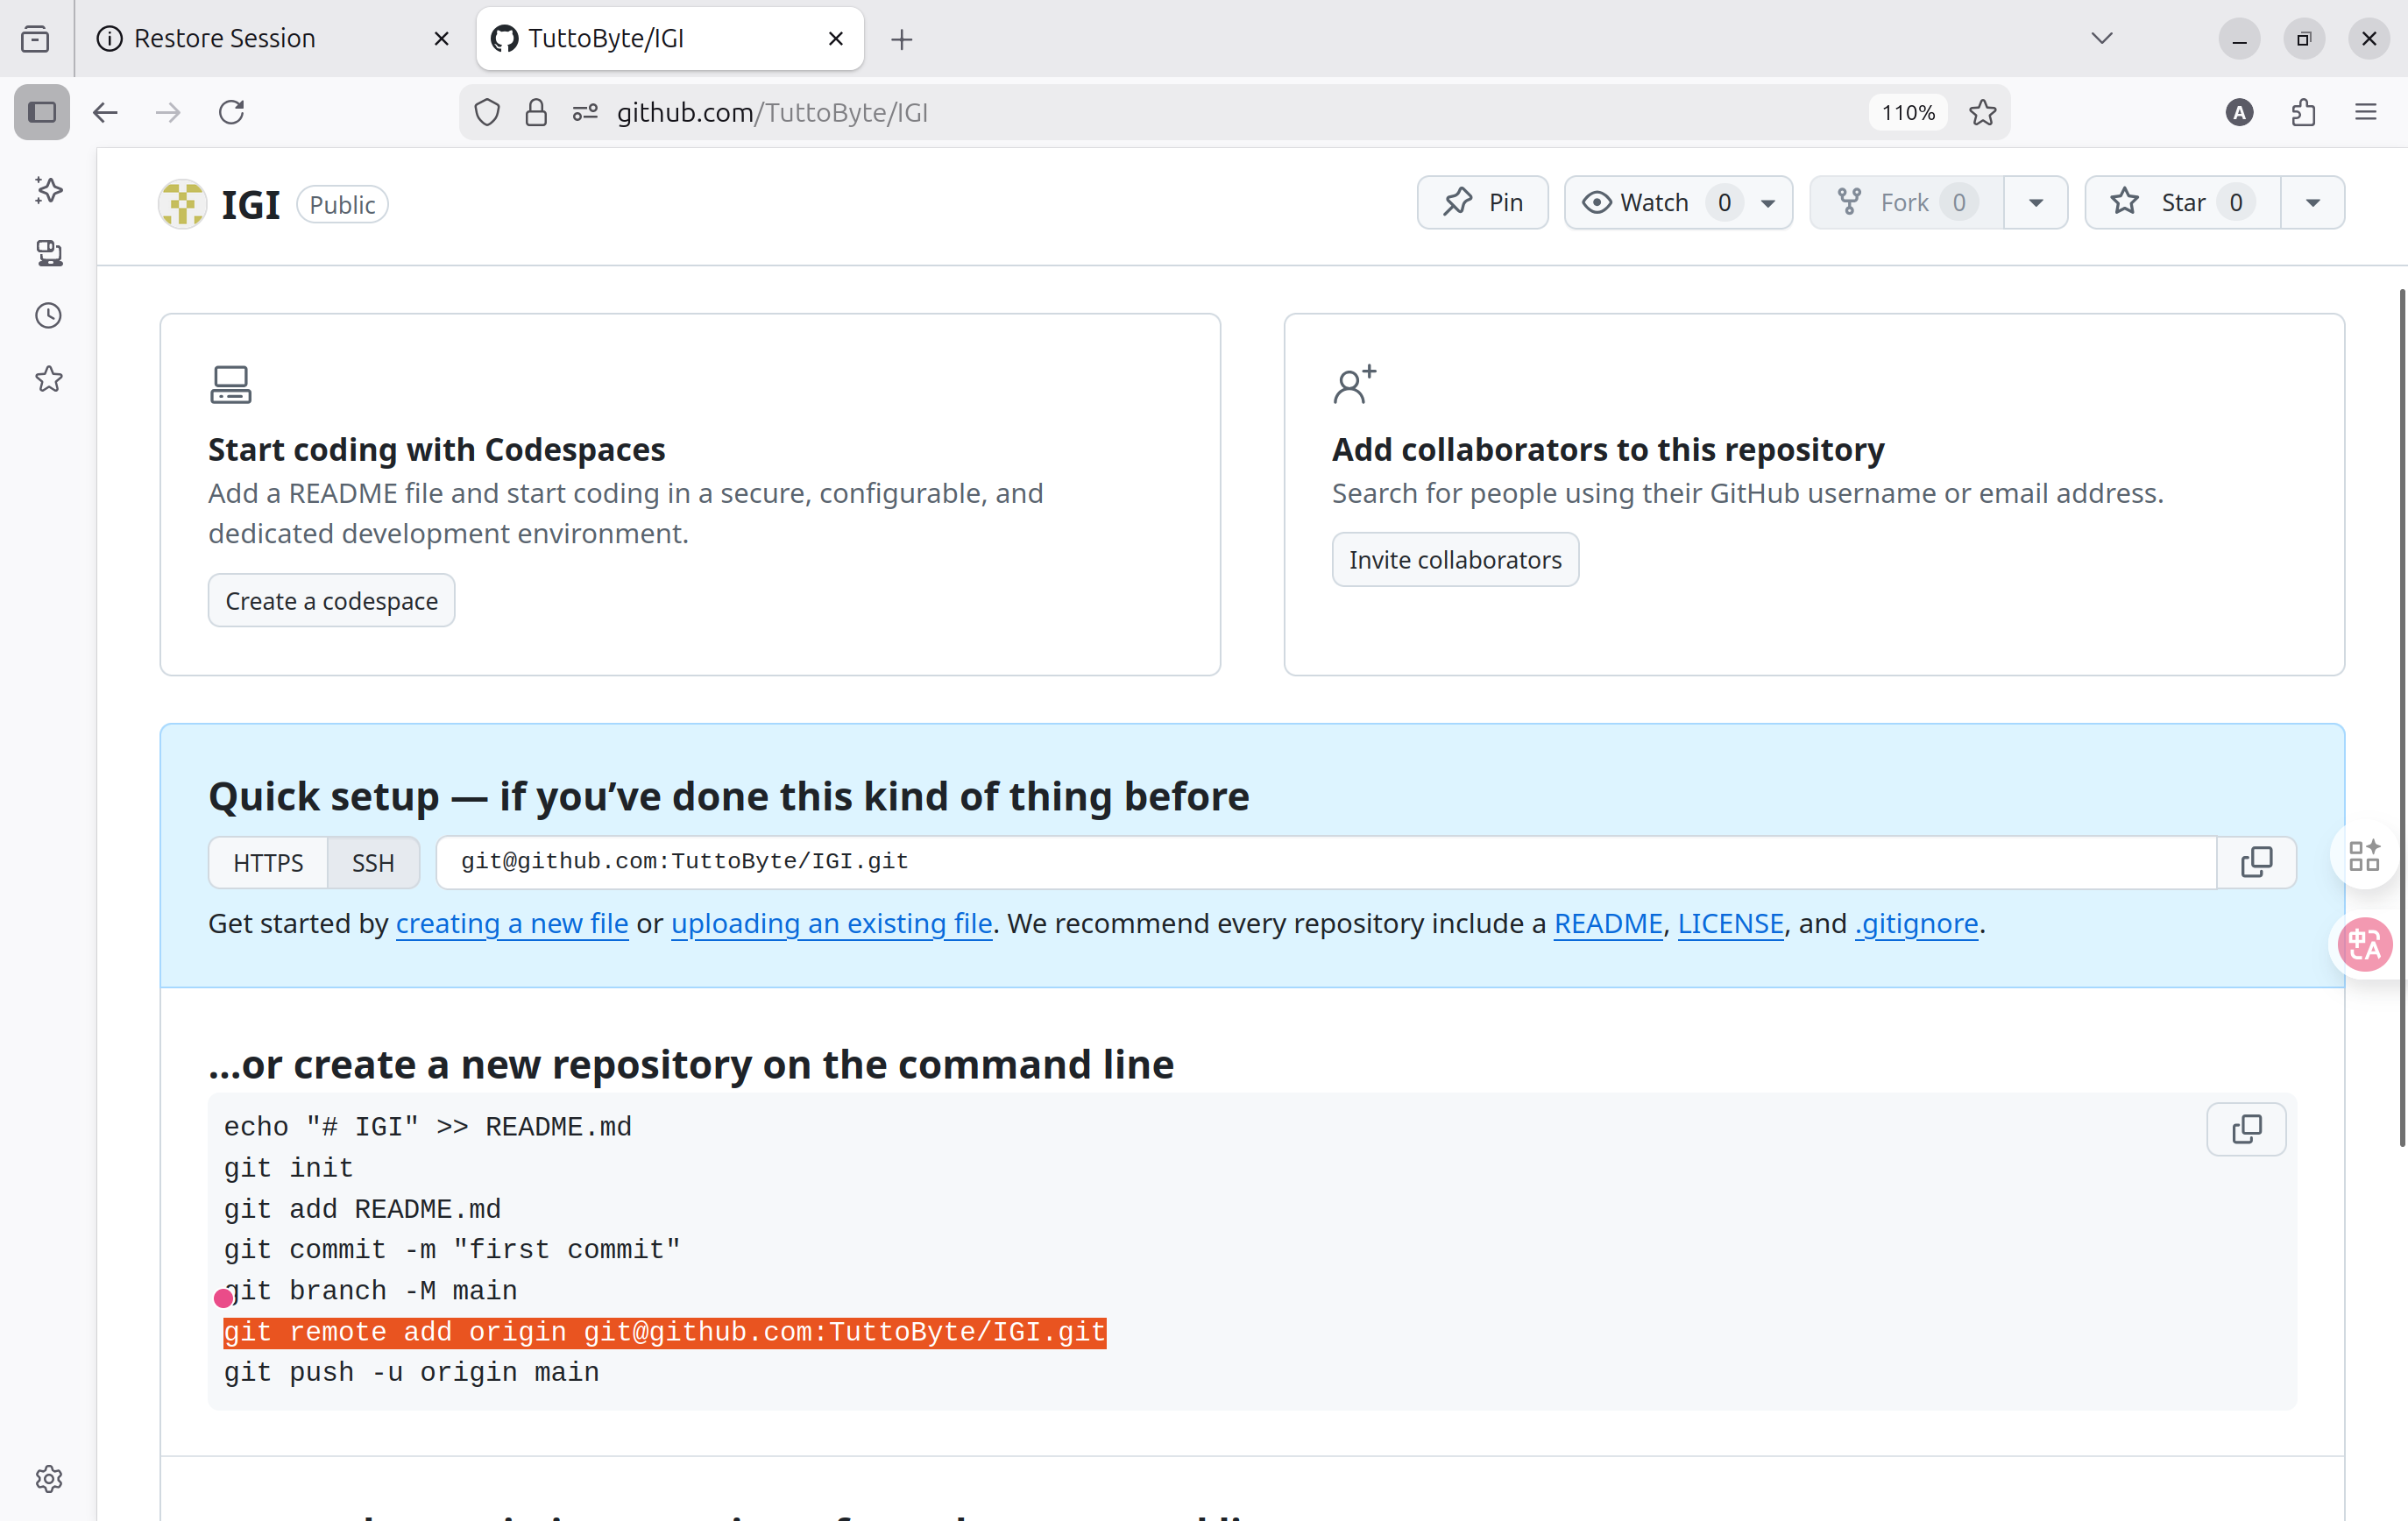 Restore Session
TuttoByte/IGI
github.com/TuttoByte/IGI
110%
A
IGI
Public
Pin
Watch 0
Fork 0
Star 0
Start coding with Codespaces
Add a README file and start coding in a secure, configurable, and
dedicated development environment.
Create a codespace
Add collaborators to this repository
Search for people using their GitHub username or email address.
Invite collaborators
Quick setup — if you’ve done this kind of thing before
HTTPS
SSH
git@github.com:TuttoByte/IGI.git
Get started by creating a new file or uploading an existing file. We recommend every repository include a README, LICENSE, and .gitignore.
中A
…or create a new repository on the command line
echo "# IGI" >> README.md
git init
git add README.md
git commit -m "first commit"
git branch -M main
git remote add origin git@github.com:TuttoByte/IGI.git
git push -u origin main